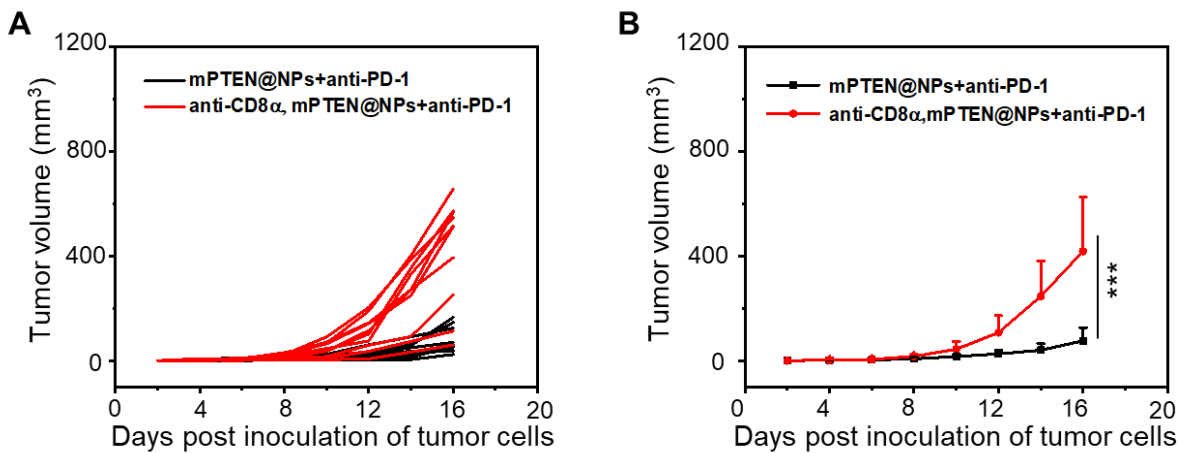 A
1200
800
400
0
Tumor volume (mm³)
mPTEN@NPs+anti-PD-1
anti-CD8α, mPTEN@NPs+anti-PD-1
0 4 8 12 16 20
Days post inoculation of tumor cells
B
1200
800
400
0
Tumor volume (mm³)
mPTEN@NPs+anti-PD-1
anti-CD8α,mPTEN@NPs+anti-PD-1
***
0 4 8 12 16 20
Days post inoculation of tumor cells